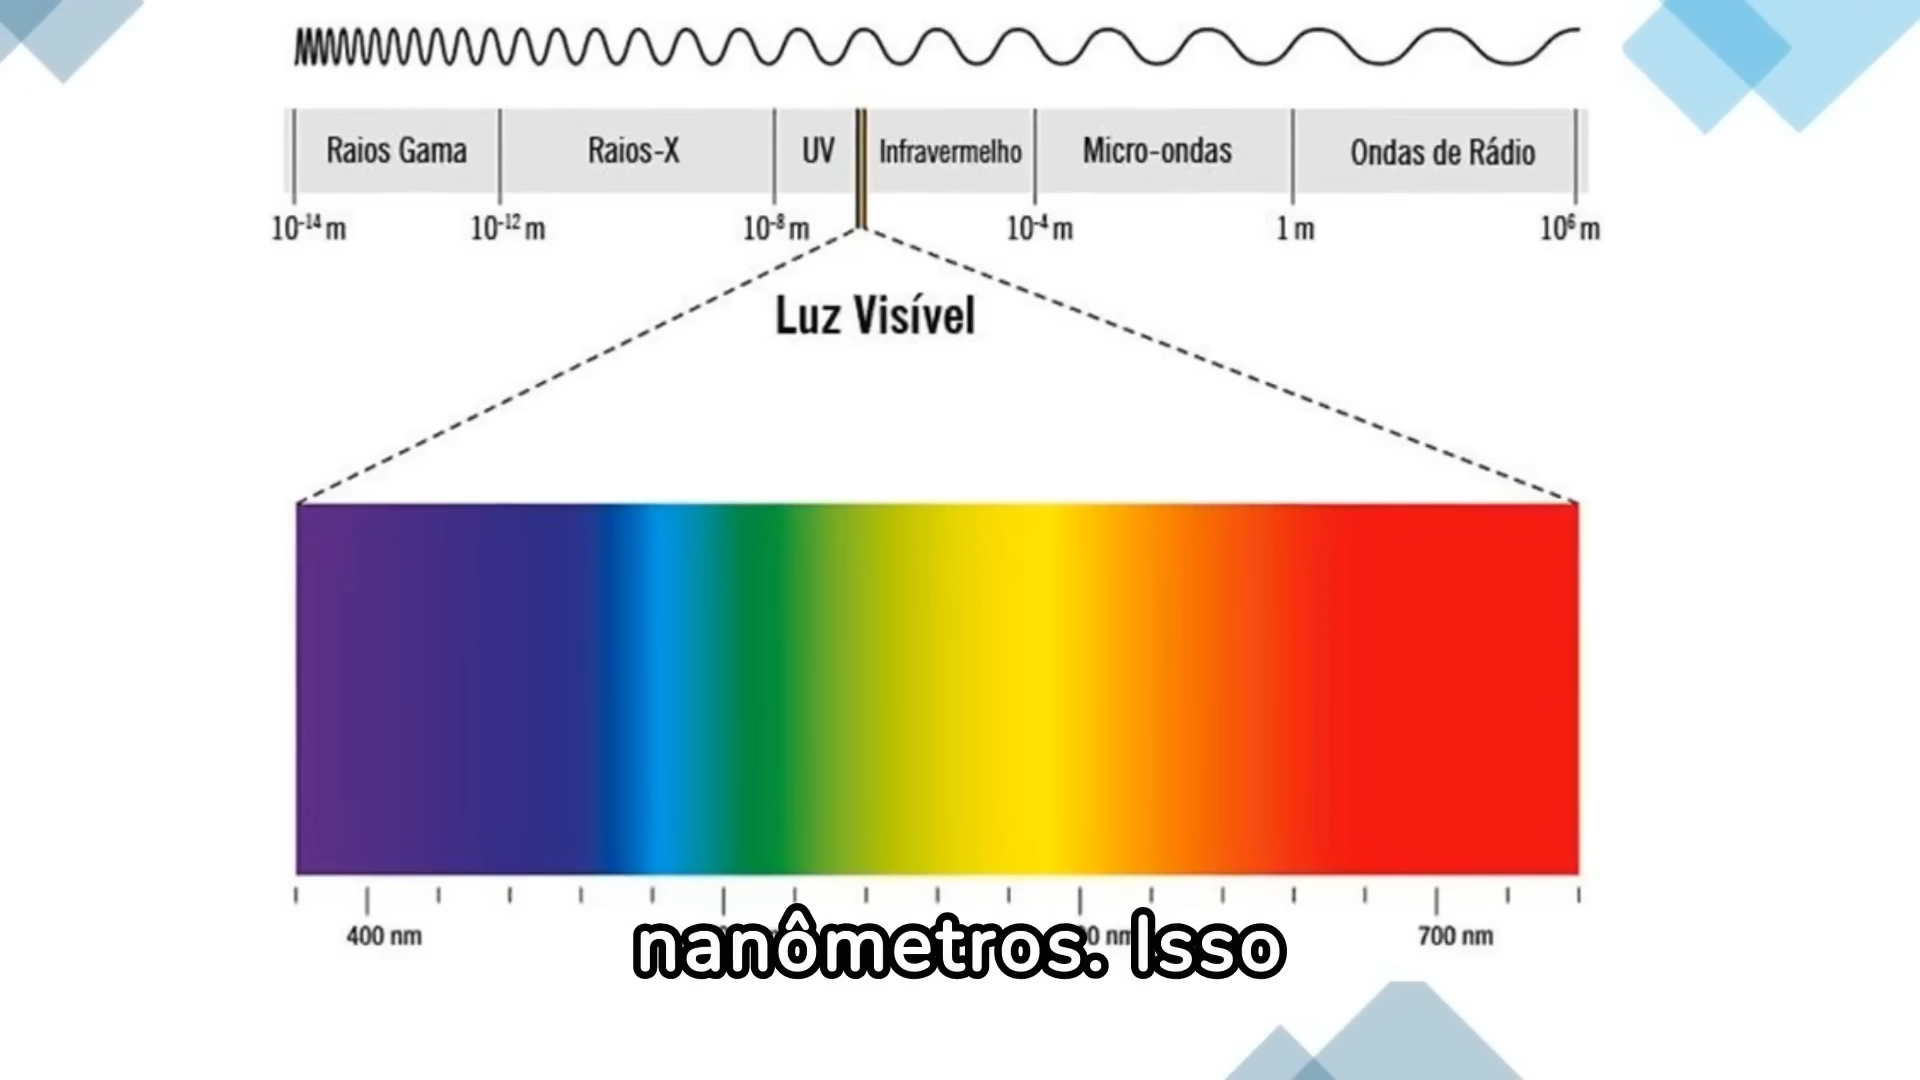 Raios Gama Raios-X UV Infravermelho Micro-ondas Ondas de Rádio
10⁻¹⁴ m 10⁻¹² m 10⁻⁸ m 10⁻⁴ m 1 m 10⁶ m
Luz Visível
400 nm 700 nm
nanômetros. Isso